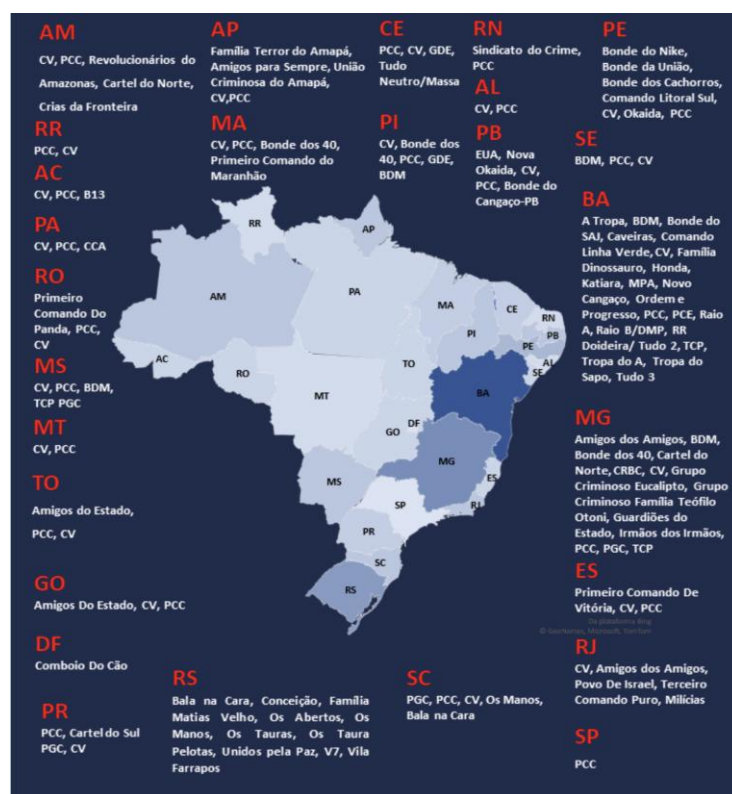 AM
CV, PCC, Revolucionários do
Amazonas, Cartel do Norte,
Crias da Fronteira
AP
Família Terror do Amapá,
Amigos para Sempre, União
Criminosa do Amapá,
CV,PCC
CE
PCC, CV, GDE,
Tudo
Neutro/Massa
RN
Sindicato do Crime,
PCC
PE
Bonde do Nike,
Bonde da União,
Bonde dos Cachorros,
Comando Litoral Sul,
CV, Okaida, PCC
AL
CV, PCC
RR
PCC, CV
MA
CV, PCC, Bonde dos 40,
Primeiro Comando do
Maranhão
PI
CV, Bonde dos
40, PCC, GDE,
BDM
PB
EUA, Nova
Okaida, CV,
PCC, Bonde do
Cangaço-PB
SE
BDM, PCC, CV
AC
CV, PCC, B13
PA
CV, PCC, CCA
BA
A Tropa, BDM, Bonde do
SAJ, Caveiras, Comando
Linha Verde, CV, Família
Dinossauro, Honda,
Katiara, MPA, Novo
Cangaço, Ordem e
Progresso, PCC, PCE, Raio
A, Raio B/DMP, RR
Doideira/ Tudo 2, TCP,
Tropa do A, Tropa do
Sapo, Tudo 3
RO
Primeiro
Comando Do
Panda, PCC,
CV
MS
CV, PCC, BDM,
TCP PGC
MT
CV, PCC
TO
Amigos do Estado,
PCC, CV
GO
Amigos Do Estado, CV, PCC
DF
Comboio Do Cão
PR
PCC, Cartel do Sul
PGC, CV
RR
AP
AM
PA
MA
CE
RN
PB
PE
AL
SE
PI
AC
RO
TO
BA
MT
DF
GO
MG
ES
MS
SP
RJ
PR
SC
RS
MG
Amigos dos Amigos, BDM,
Bonde dos 40, Cartel do
Norte, CRBC, CV, Grupo
Criminoso Eucalipto, Grupo
Criminoso Família Teófilo
Otoni, Guardiões do
Estado, Irmãos dos Irmãos,
PCC, PGC, TCP
ES
Primeiro Comando De
Vitória, CV, PCC
Da plataforma Bing
© GeoNames, Microsoft, TomTom
RJ
CV, Amigos dos Amigos,
Povo De Israel, Terceiro
Comando Puro, Milícias
RS
Bala na Cara, Conceição, Família
Matias Velho, Os Abertos, Os
Manos, Os Tauras, Os Taura
Pelotas, Unidos pela Paz, V7, Vila
Farrapos
SC
PGC, PCC, CV, Os Manos,
Bala na Cara
SP
PCC